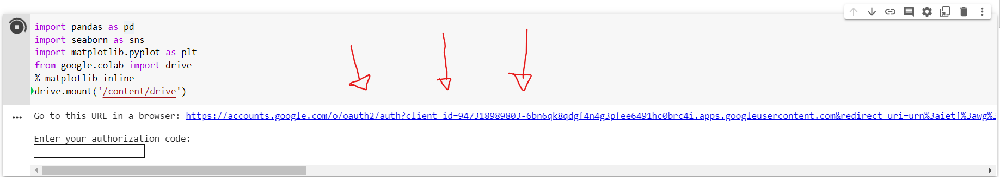 import pandas as pd
import seaborn as sns
import matplotlib.pyplot as plt
from google.colab import drive
% matplotlib inline
drive.mount('/content/drive')
Go to this URL in a browser: https://accounts.google.com/o/oauth2/auth?client_id=947318989803-6bn6qk8qdgf4n4g3pfee6491hc0brc4i.apps.googleusercontent.com&redirect_uri=urn%3aietf%3awg%3
Enter your authorization code: